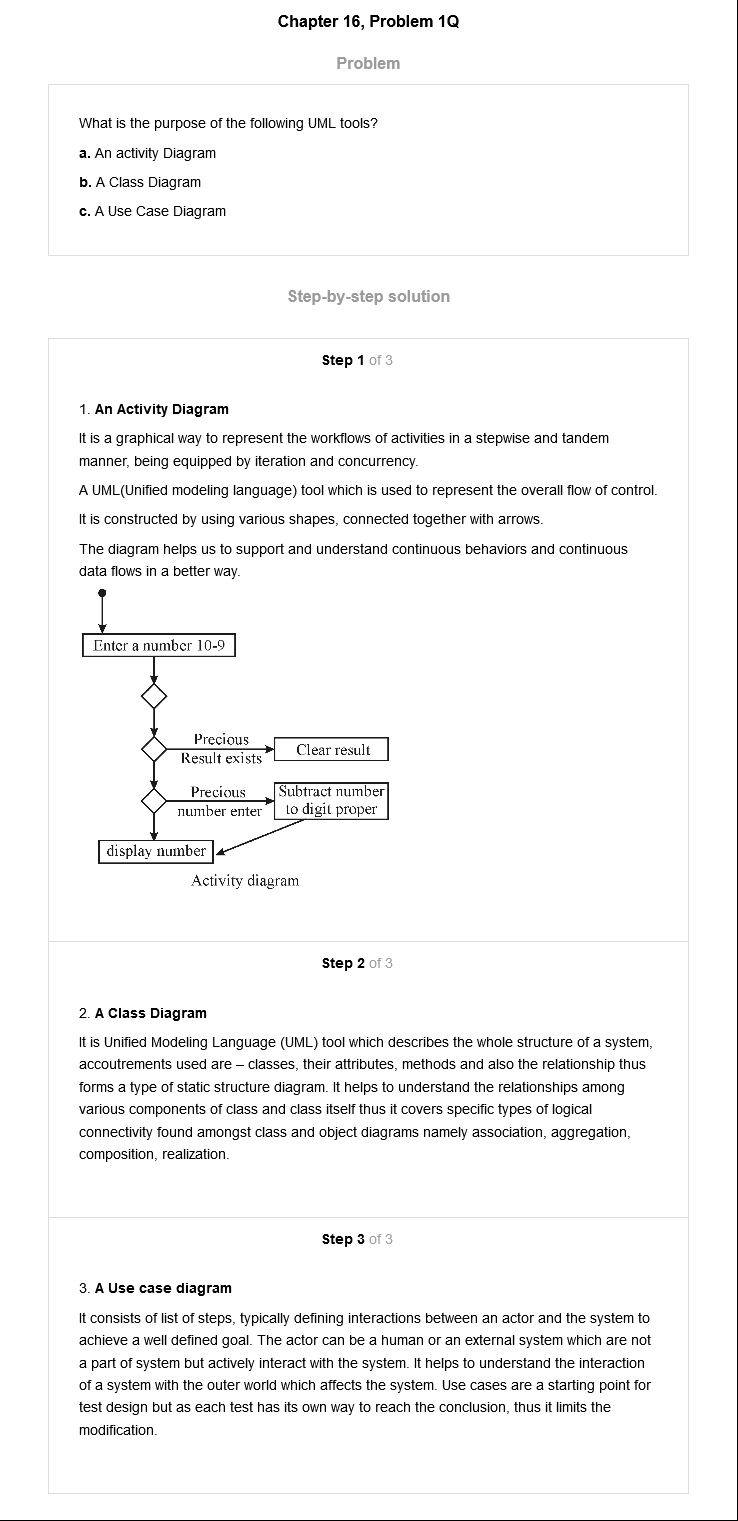 Chapter 16, Problem 1Q
Problem
What is the purpose of the following UML tools?
a. An activity Diagram
b. A Class Diagram
c. A Use Case Diagram
Step-by-step solution
Step 1 of 3
1. An Activity Diagram
It is a graphical way to represent the workflows of activities in a stepwise and tandem
manner, being equipped by iteration and concurrency.
A UML(Unified modeling language) tool which is used to represent the overall flow of control.
It is constructed by using various shapes, connected together with arrows.
The diagram helps us to support and understand continuous behaviors and continuous
data flows in a better way.
Enter a number 10-9
Precious
Result exists
Clear result
Precious
number enter
Subtract number
to digit proper
display number
Activity diagram
Step 2 of 3
2. A Class Diagram
It is Unified Modeling Language (UML) tool which describes the whole structure of a system,
accoutrements used are – classes, their attributes, methods and also the relationship thus
forms a type of static structure diagram. It helps to understand the relationships among
various components of class and class itself thus it covers specific types of logical
connectivity found amongst class and object diagrams namely association, aggregation,
composition, realization.
Step 3 of 3
3. A Use case diagram
It consists of list of steps, typically defining interactions between an actor and the system to
achieve a well defined goal. The actor can be a human or an external system which are not
a part of system but actively interact with the system. It helps to understand the interaction
of a system with the outer world which affects the system. Use cases are a starting point for
test design but as each test has its own way to reach the conclusion, thus it limits the
modification.